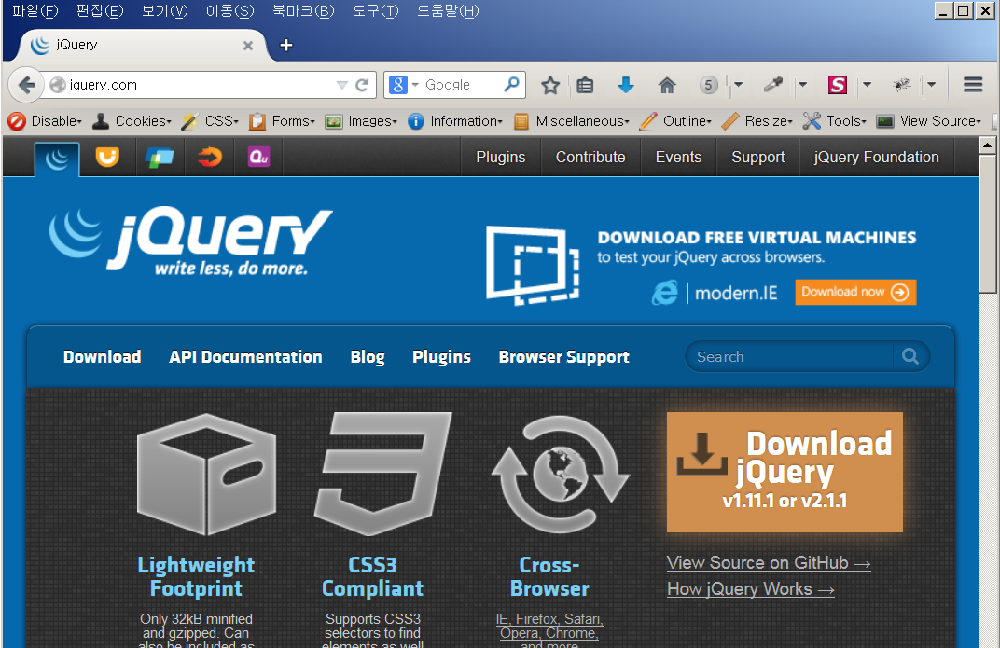 파일(F) 편집(E) 보기(V) 이동(S) 북마크(B) 도구(T) 도움말(H)
jQuery
jquery.com
8 Google 5 S
Disable Cookies CSS Forms Images Information Miscellaneous Outline Resize Tools View Source
Qu Plugins Contribute Events Support jQuery Foundation
jQuery
write less, do more.
DOWNLOAD FREE VIRTUAL MACHINES
to test your jQuery across browsers.
modern.IE Download now
Download API Documentation Blog Plugins Browser Support Search
Download
jQuery
v1.11.1 or v2.1.1
View Source on GitHub →
How jQuery Works →
Lightweight
Footprint
Only 32kB minified
and gzipped. Can
also be included as
CSS3
Compliant
Supports CSS3
selectors to find
elements as well
Cross-
Browser
IE, Firefox, Safari,
Opera, Chrome,
and more